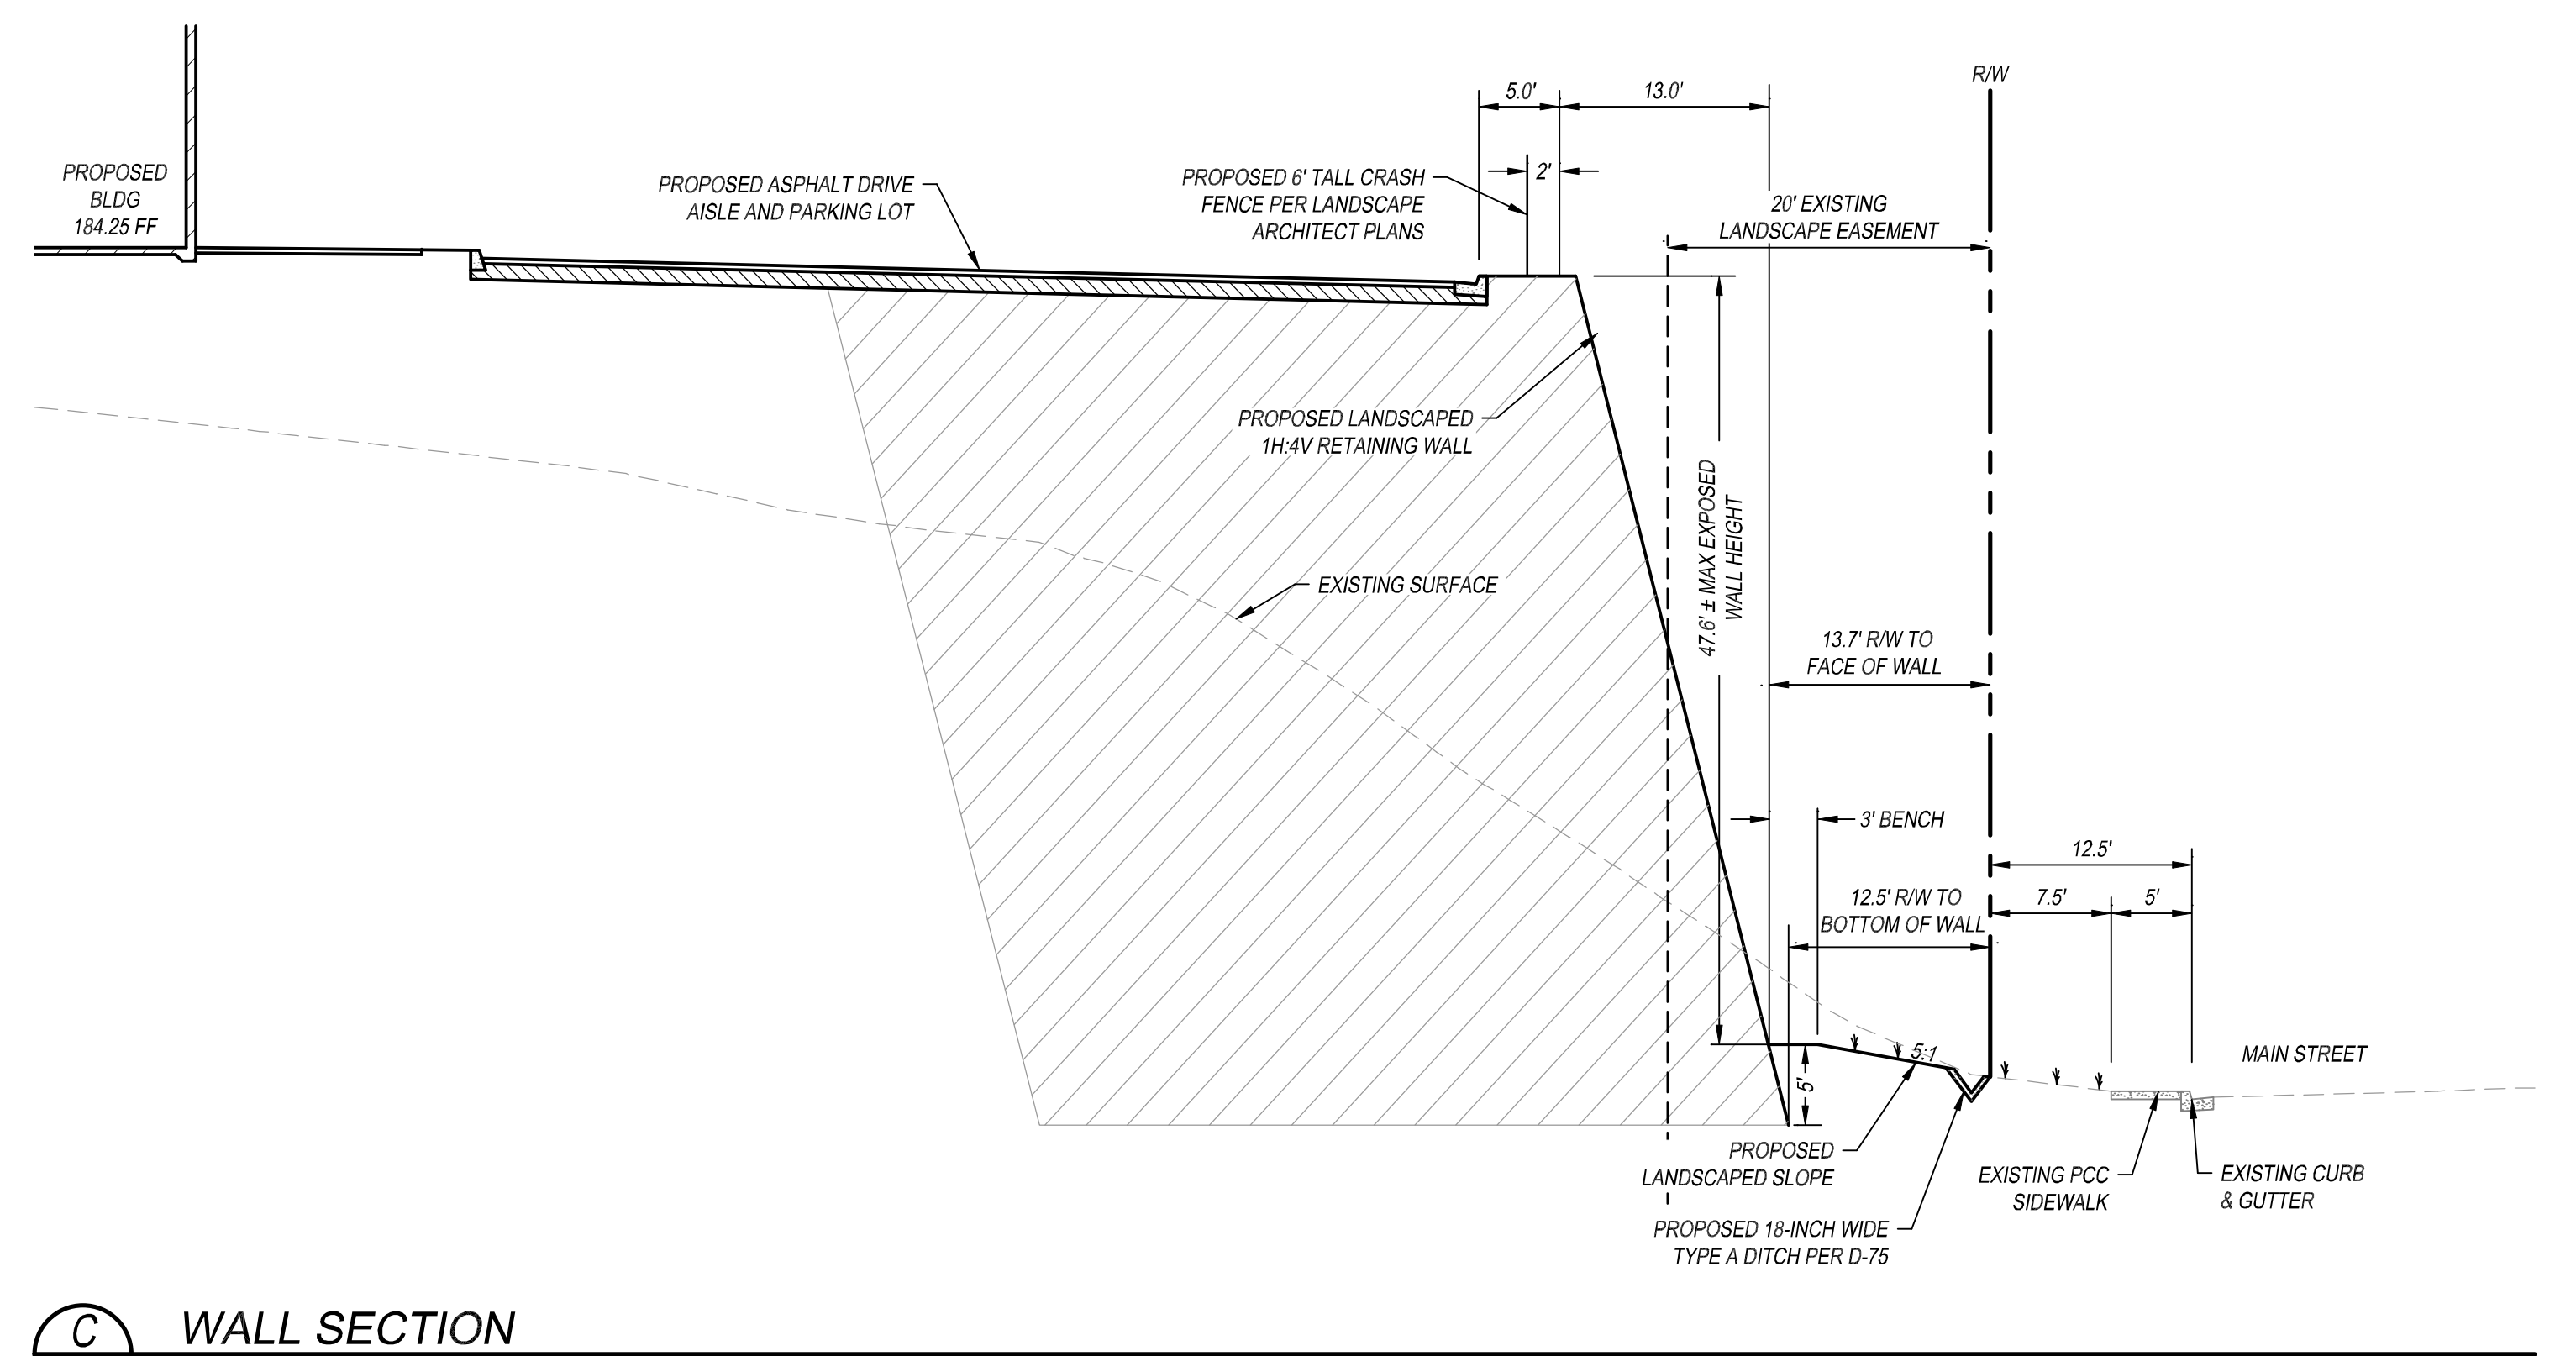 R/W
5.0'
13.0'
PROPOSED
BLDG
184.25 FF
PROPOSED ASPHALT DRIVE
AISLE AND PARKING LOT
PROPOSED 6' TALL CRASH
FENCE PER LANDSCAPE
ARCHITECT PLANS
2'
20' EXISTING
LANDSCAPE EASEMENT
PROPOSED LANDSCAPED
1H:4V RETAINING WALL
47.6' ± MAX EXPOSED
WALL HEIGHT
EXISTING SURFACE
13.7' R/W TO
FACE OF WALL
3' BENCH
12.5'
12.5' R/W TO
BOTTOM OF WALL
7.5'
5'
5:1
MAIN STREET
5'
PROPOSED
LANDSCAPED SLOPE
EXISTING PCC
SIDEWALK
EXISTING CURB
& GUTTER
PROPOSED 18-INCH WIDE
TYPE A DITCH PER D-75
C
WALL SECTION